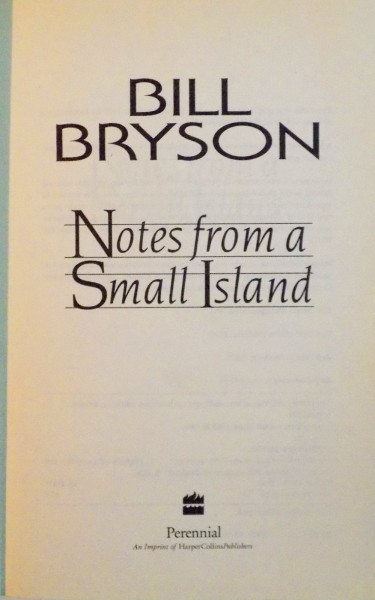 BILL
BRYSON
Notes from a
Small Island
Perennial
An Imprint of HarperCollinsPublishers